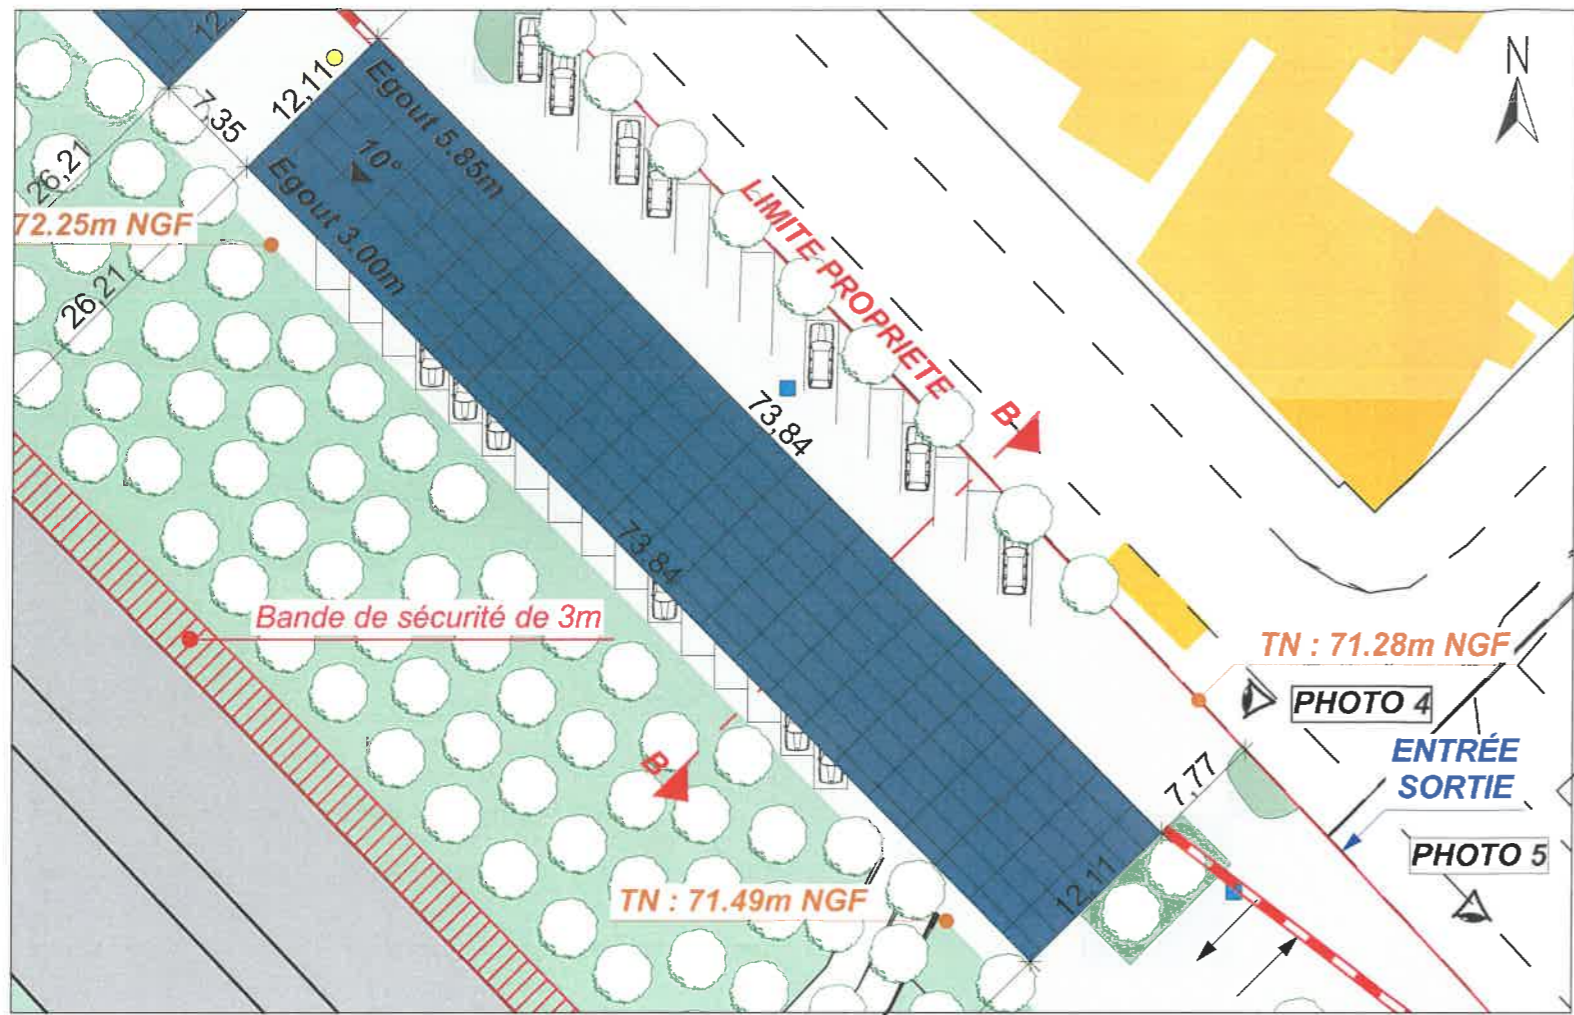 12,
N
12,11
7,35
Egout 5.85m
10°
26,21
Egout 3.00m
72.25m NGF
26,21
LIMITE PROPRIETE
B
73,84
73,84
Bande de sécurité de 3m
TN : 71.28m NGF
PHOTO 4
ENTRÉE
SORTIE
B
7,77
PHOTO 5
12,11
TN : 71.49m NGF